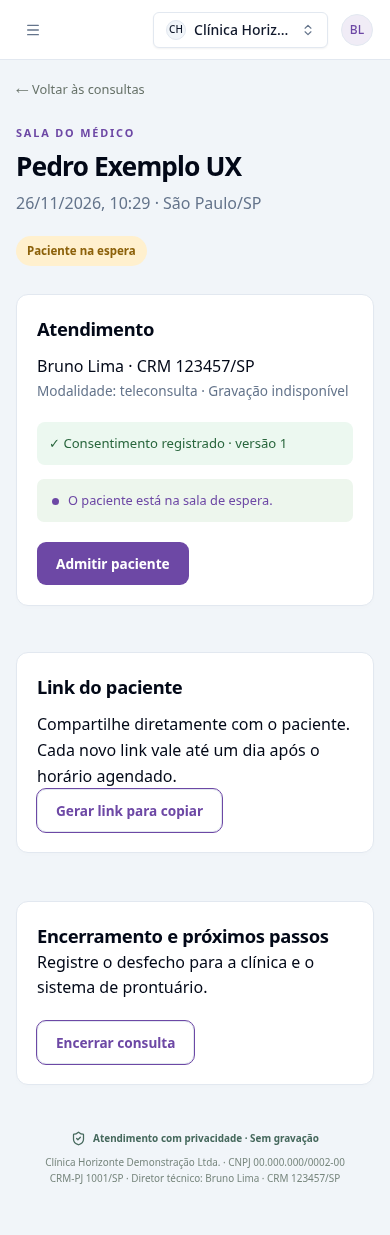 CH Clínica Horiz...
BL
← Voltar às consultas
SALA DO MÉDICO
Pedro Exemplo UX
26/11/2026, 10:29 · São Paulo/SP
Paciente na espera
Atendimento
Bruno Lima · CRM 123457/SP
Modalidade: teleconsulta · Gravação indisponível
✓ Consentimento registrado · versão 1
O paciente está na sala de espera.
Admitir paciente
Link do paciente
Compartilhe diretamente com o paciente.
Cada novo link vale até um dia após o
horário agendado.
Gerar link para copiar
Encerramento e próximos passos
Registre o desfecho para a clínica e o
sistema de prontuário.
Encerrar consulta
Atendimento com privacidade · Sem gravação
Clínica Horizonte Demonstração Ltda. · CNPJ 00.000.000/0002-00
CRM-PJ 1001/SP · Diretor técnico: Bruno Lima · CRM 123457/SP